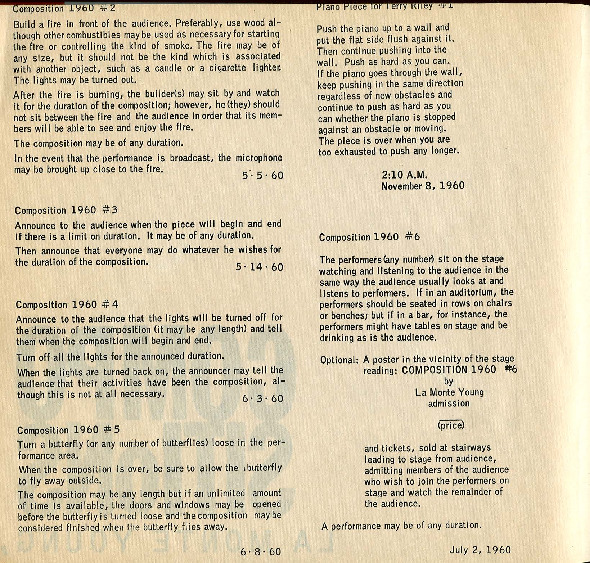 Composition 1960 #2
Build a fire in front of the audience. Preferably, use wood al-
though other combustibles may be used as necessary for starting
the fire or controlling the kind of smoke. The fire may be of
any size, but it should not be the kind which is associated
with another object, such as a candle or a cigarette lighter.
The lights may be turned out.
After the fire is burning, the builder(s) may sit by and watch
it for the duration of the composition; however, he (they) should
not sit between the fire and the audience in order that its mem-
bers will be able to see and enjoy the fire.
The composition may be of any duration.
In the event that the performance is broadcast, the microphone
may be brought up close to the fire.
5·5·60
Composition 1960 #3
Announce to the audience when the piece will begin and end
if there is a limit on duration. It may be of any duration.
Then announce that everyone may do whatever he wishes for
the duration of the composition.
5·14·60
Composition 1960 #4
Announce to the audience that the lights will be turned off for
the duration of the composition (it may be any length) and tell
them when the composition will begin and end.
Turn off all the lights for the announced duration.
When the lights are turned back on, the announcer may tell the
audience that their activities have been the composition, al-
though this is not at all necessary.
6·3·60
Composition 1960 #5
Turn a butterfly (or any number of butterflies) loose in the per-
formance area.
When the composition is over, be sure to allow the butterfly
to fly away outside.
The composition may be any length but if an unlimited amount
of time is available, the doors and windows may be opened
before the butterfly is turned loose and the composition may be
considered finished when the butterfly flies away.
6·8·60
Piano Piece for Terry Riley #1
Push the piano up to a wall and
put the flat side flush against it.
Then continue pushing into the
wall. Push as hard as you can.
If the piano goes through the wall,
keep pushing in the same direction
regardless of new obstacles and
continue to push as hard as you
can whether the piano is stopped
against an obstacle or moving.
The piece is over when you are
too exhausted to push any longer.
2:10 A.M.
November 8, 1960
Composition 1960 #6
The performers (any number) sit on the stage
watching and listening to the audience in the
same way the audience usually looks at and
listens to performers. If in an auditorium, the
performers should be seated in rows on chairs
or benches; but if in a bar, for instance, the
performers might have tables on stage and be
drinking as is the audience.
Optional: A poster in the vicinity of the stage
reading: COMPOSITION 1960 #6
by
La Monte Young
admission
(price)
and tickets, sold at stairways
leading to stage from audience,
admitting members of the audience
who wish to join the performers on
stage and watch the remainder of
the audience.
A performance may be of any duration.
July 2, 1960